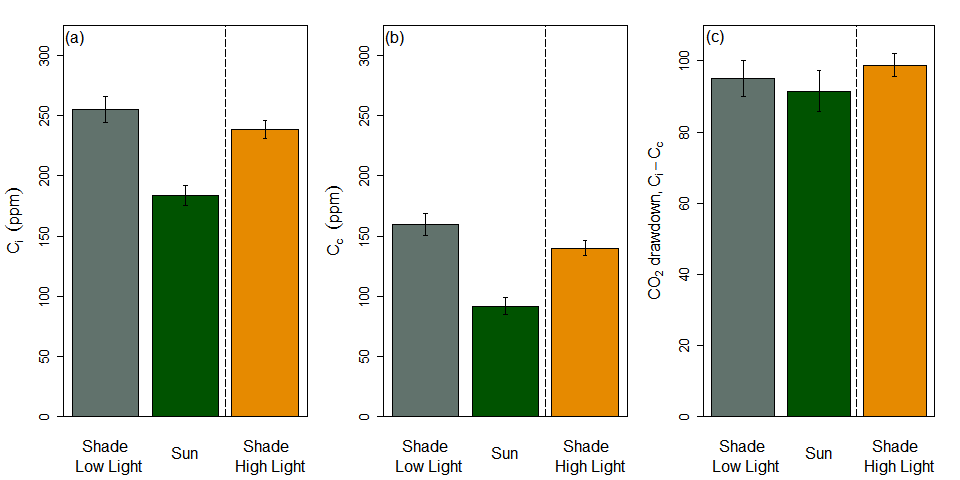 (a)
300
250
200
150
100
50
0
Ci (ppm)
Shade
Low Light
Sun
Shade
High Light
(b)
300
250
200
150
100
50
0
Cc (ppm)
Shade
Low Light
Sun
Shade
High Light
(c)
100
80
60
40
20
0
CO2 drawdown, Ci − Cc
Shade
Low Light
Sun
Shade
High Light